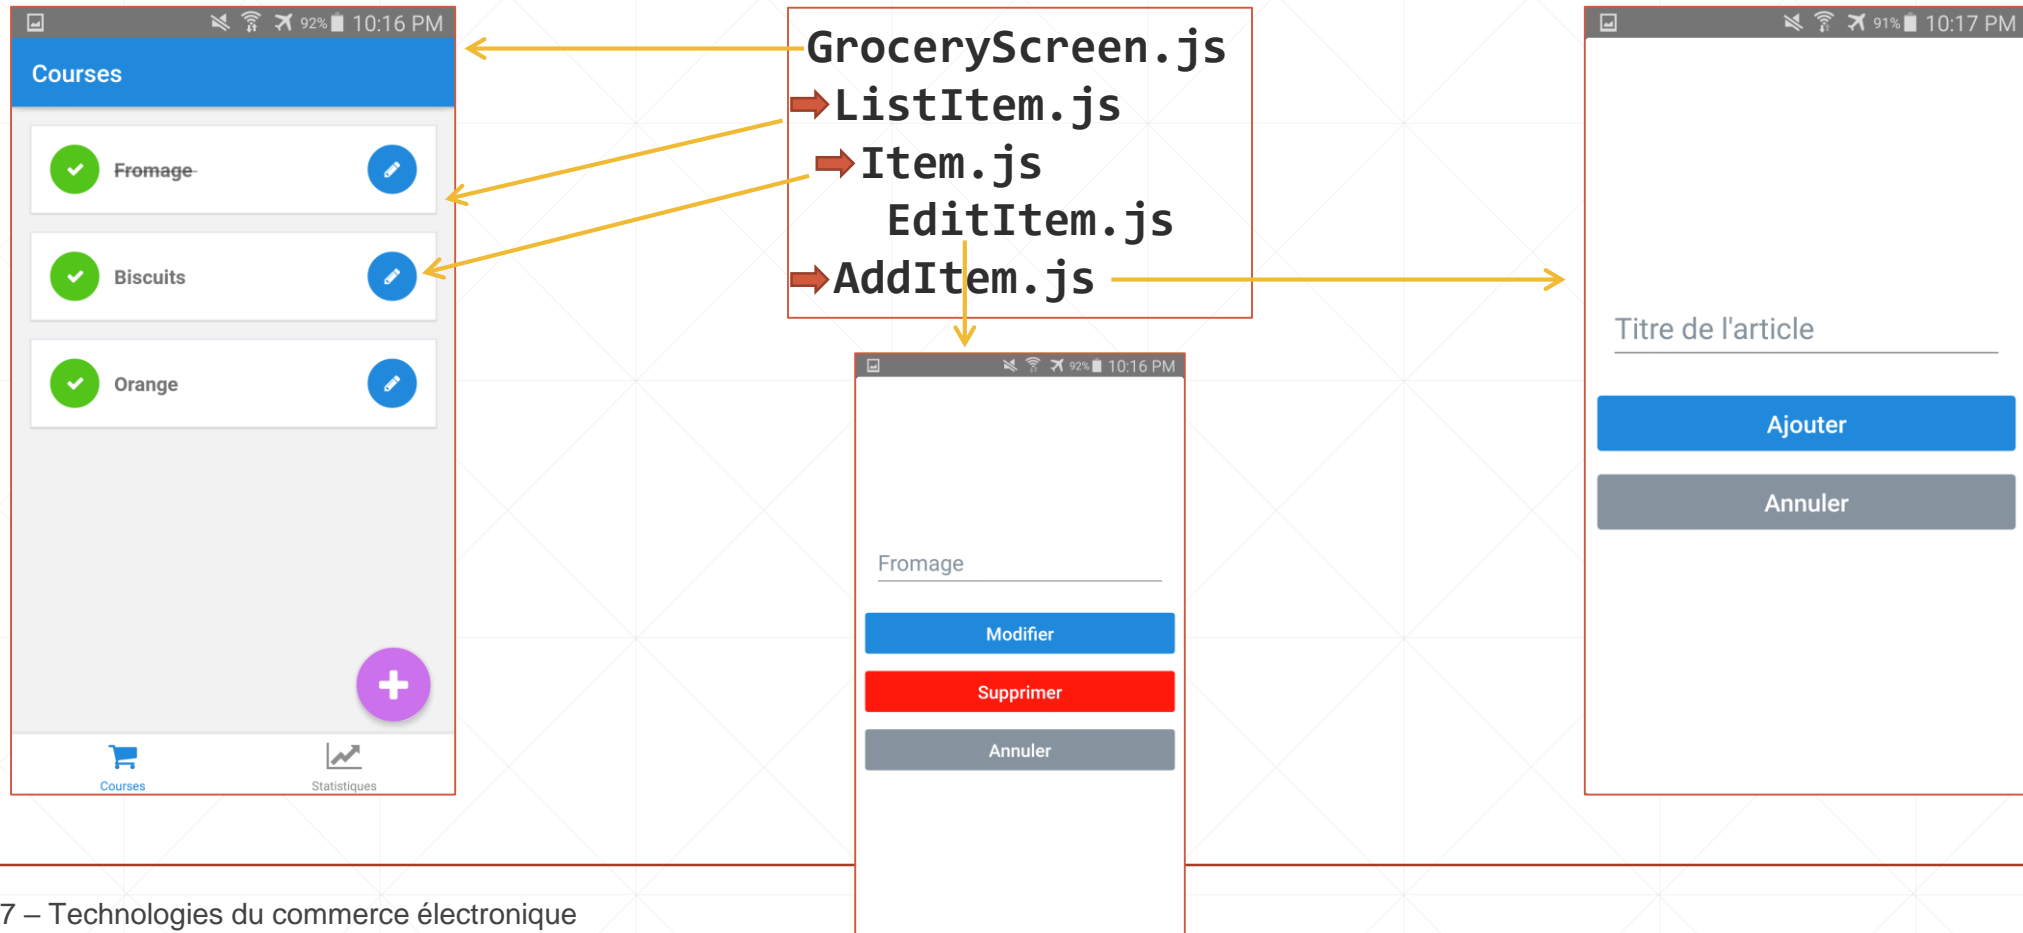 92% 10:16 PM
Courses
Fromage
Biscuits
Orange
Courses
Statistiques
GroceryScreen.js
ListItem.js
Item.js
EditItem.js
AddItem.js
92% 10:16 PM
Fromage
Modifier
Supprimer
Annuler
91% 10:17 PM
Titre de l'article
Ajouter
Annuler
7 – Technologies du commerce électronique